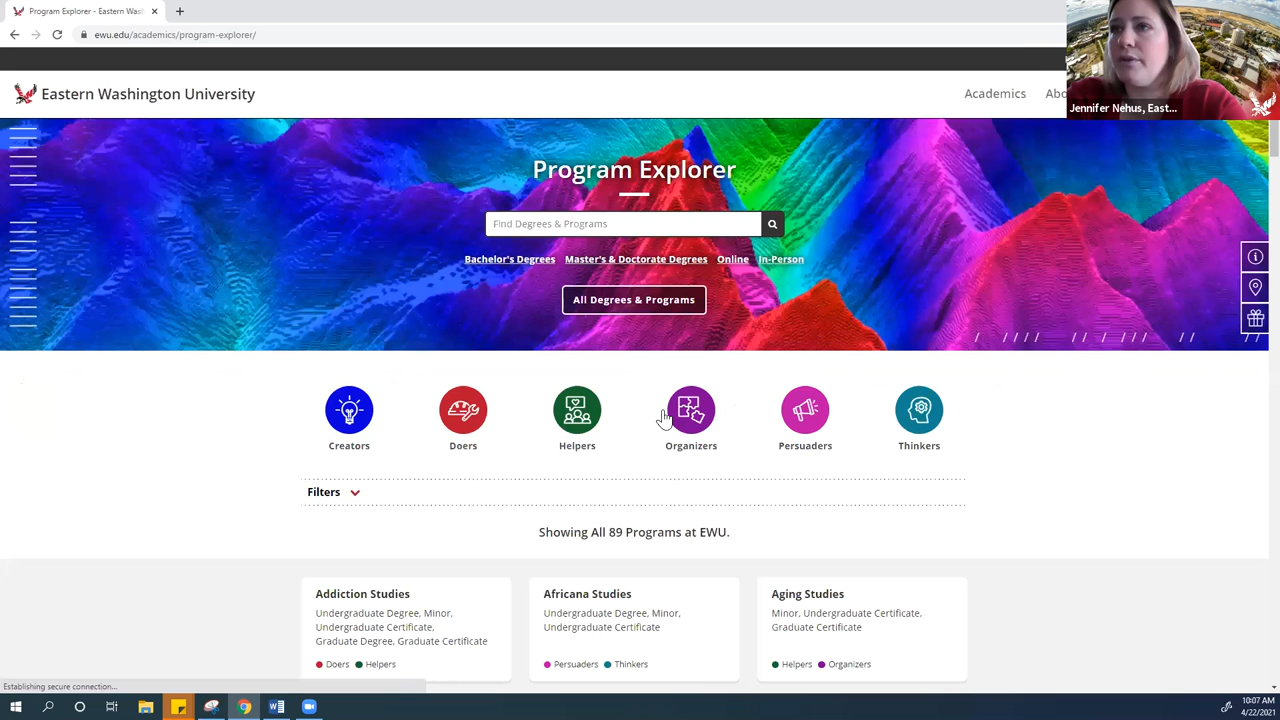 Program Explorer - Eastern Wash
ewu.edu/academics/program-explorer/
Eastern Washington University
Academics
Abo
Jennifer Nehus, East...
Program Explorer
Find Degrees & Programs
Bachelor's Degrees Master's & Doctorate Degrees Online In-Person
All Degrees & Programs
Creators Doers Helpers Organizers Persuaders Thinkers
Filters
Showing All 89 Programs at EWU.
Addiction Studies
Undergraduate Degree, Minor,
Undergraduate Certificate,
Graduate Degree, Graduate Certificate
Doers Helpers
Africana Studies
Undergraduate Degree, Minor,
Undergraduate Certificate
Persuaders Thinkers
Aging Studies
Minor, Undergraduate Certificate,
Graduate Certificate
Helpers Organizers
Establishing secure connection...
10:07 AM
4/22/2021